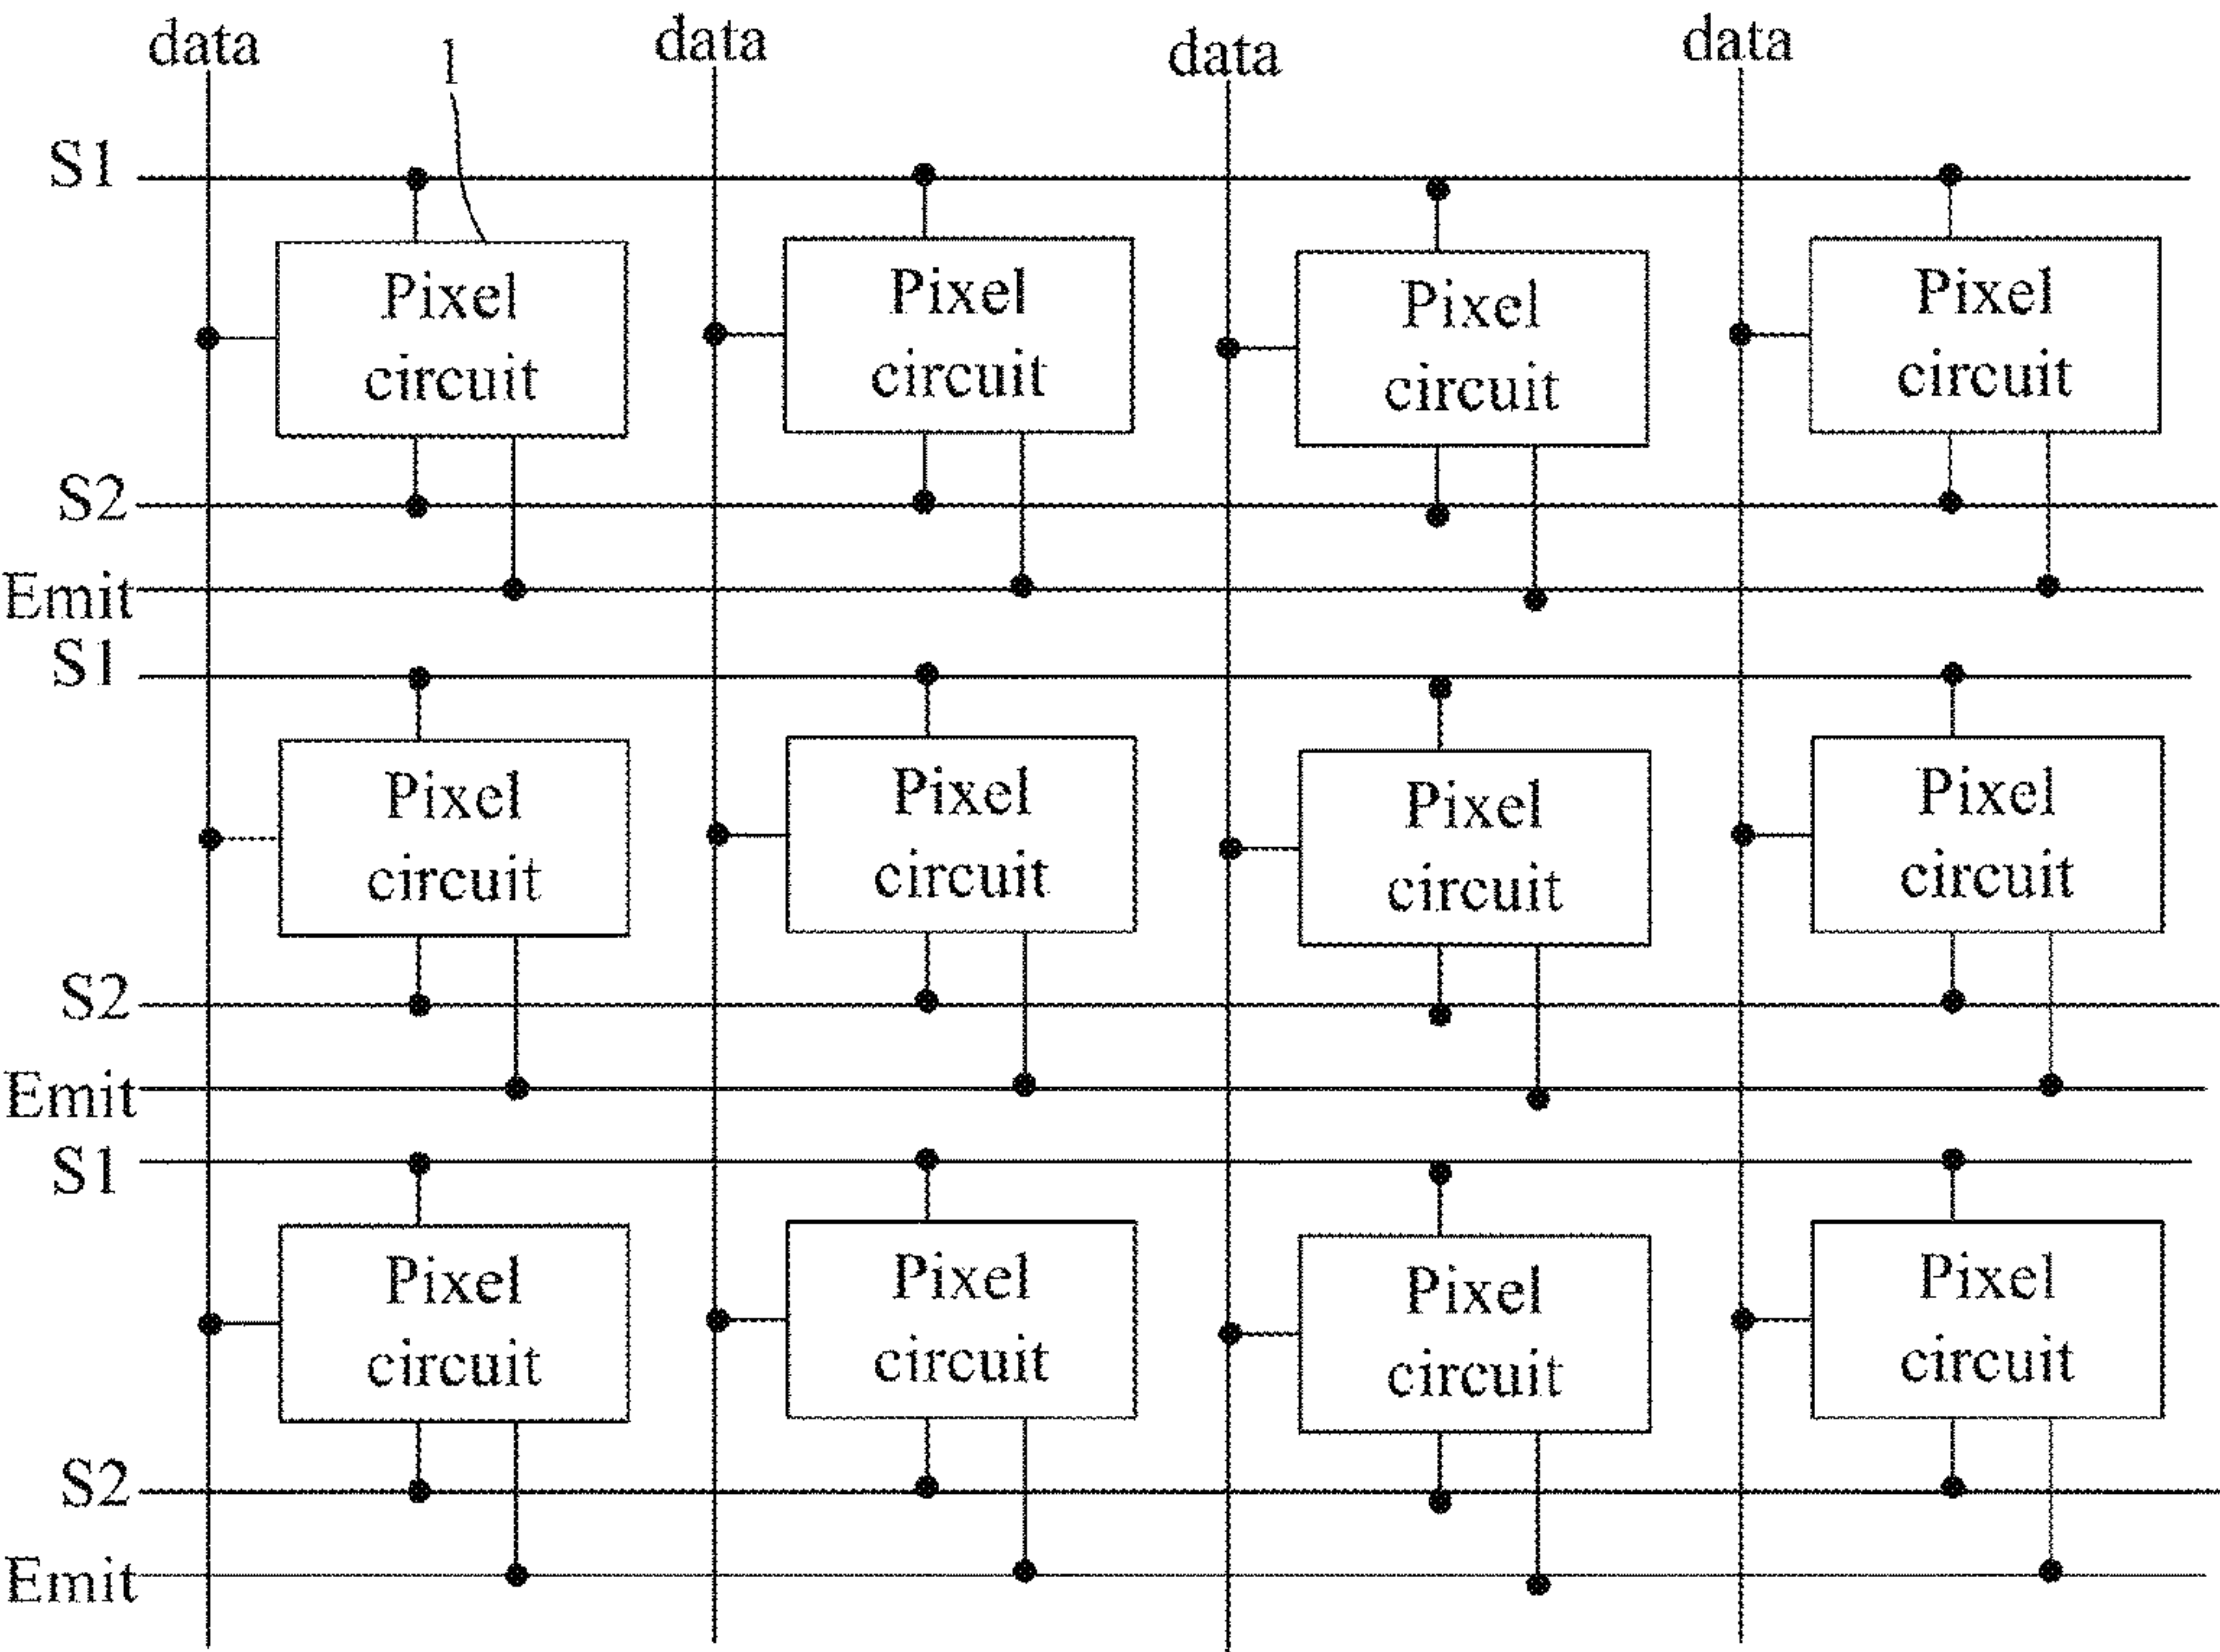 data 1 data data data
S1
Pixel Pixel Pixel Pixel
circuit circuit circuit circuit
S2
Emit
S1
Pixel Pixel Pixel Pixel
circuit circuit circuit circuit
S2
Emit
S1
Pixel Pixel Pixel Pixel
circuit circuit circuit circuit
S2
Emit